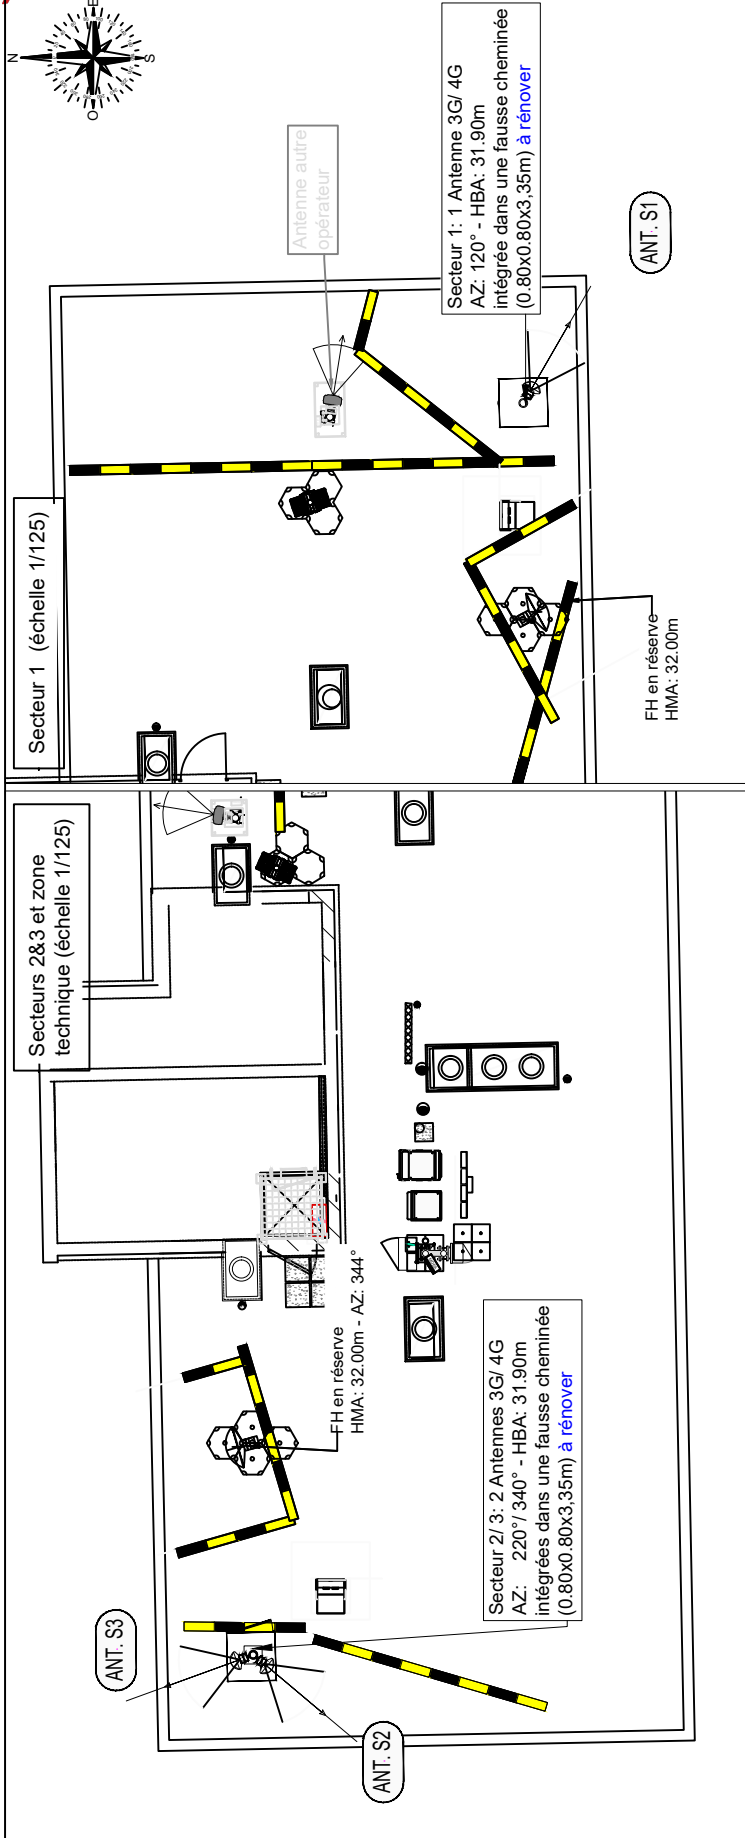 N
E
S
O
Antenne autre
opérateur
Secteur 1: 1 Antenne 3G/ 4G
AZ: 120° - HBA: 31.90m
intégrée dans une fausse cheminée
(0.80x0.80x3,35m) à rénover
ANT. S1
Secteur 1 (échelle 1/125)
FH en réserve
HMA: 32.00m
Secteurs 2&3 et zone
technique (échelle 1/125)
FH en réserve
HMA: 32.00m - AZ: 344°
Secteur 2/ 3: 2 Antennes 3G/ 4G
AZ: 220°/ 340° - HBA: 31.90m
intégrées dans une fausse cheminée
(0.80x0.80x3,35m) à rénover
ANT. S3
ANT. S2